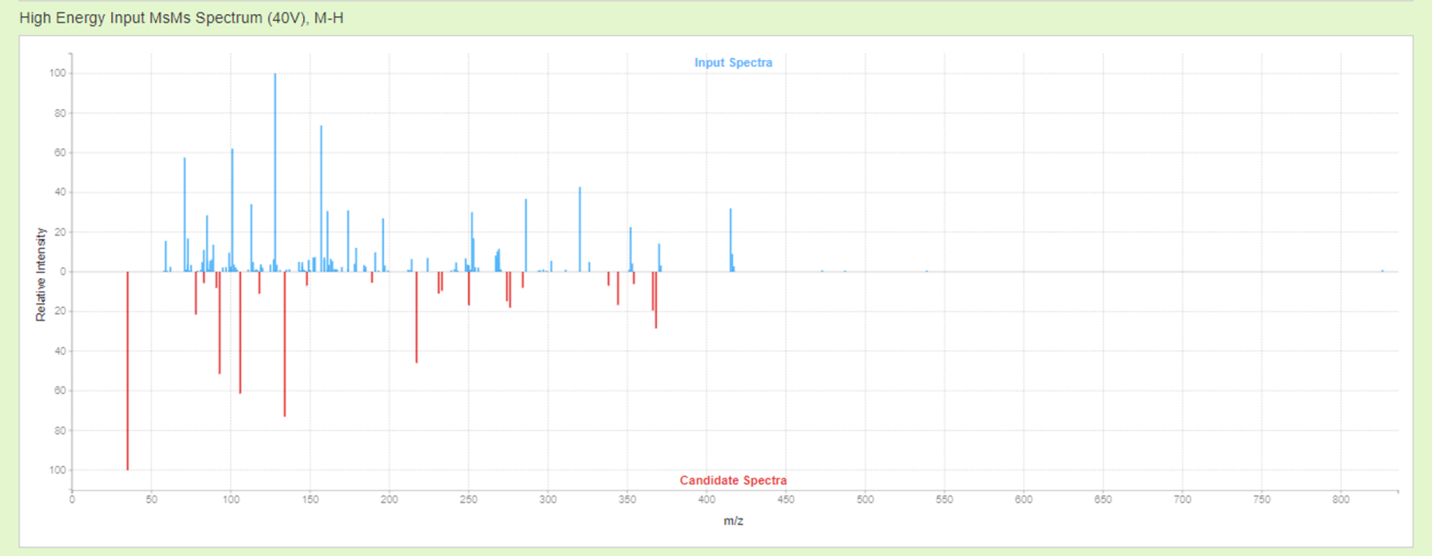 High Energy Input MsMs Spectrum (40V), M-H
Input Spectra
100
80
60
40
20
0
20
40
60
80
100
Relative Intensity
Candidate Spectra
0 50 100 150 200 250 300 350 400 450 500 550 600 650 700 750 800
m/z